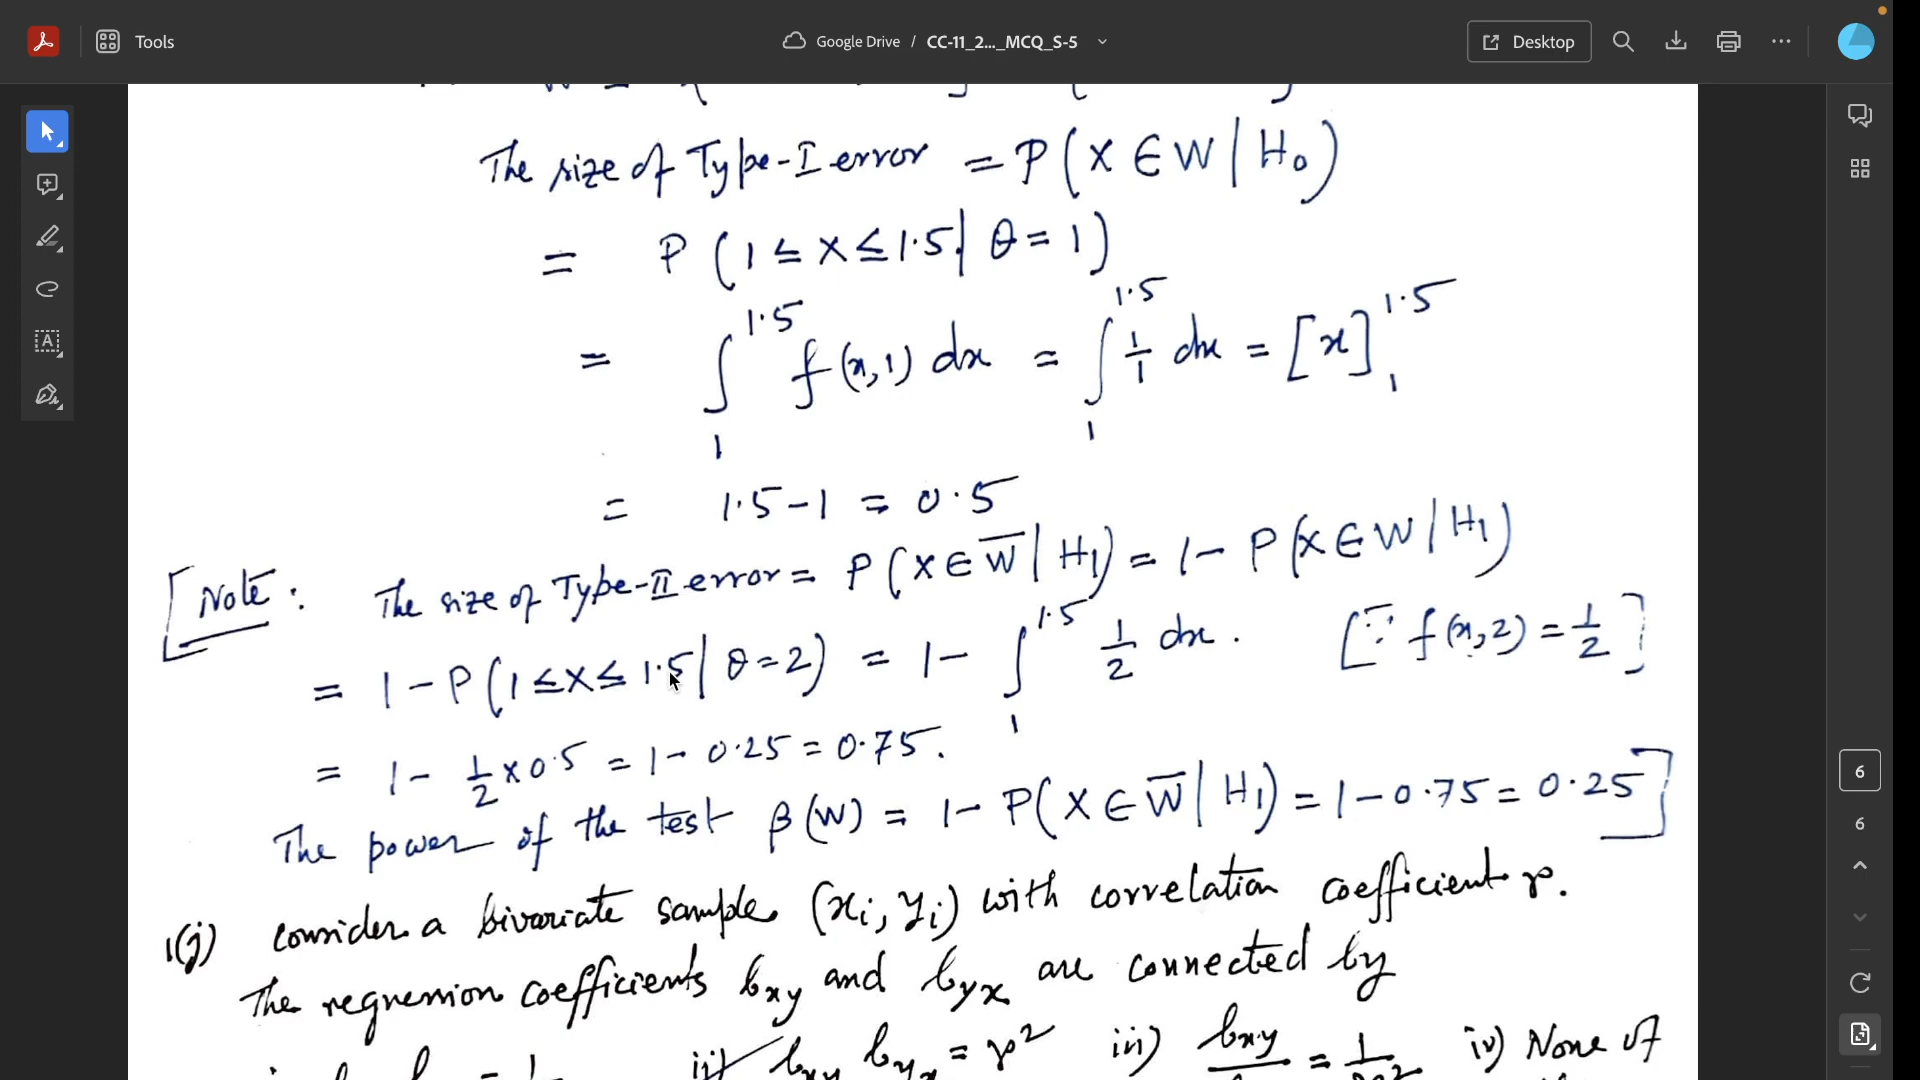 Tools
Google Drive / CC-11_2..._MCQ_S-5
Desktop
The size of Type-I error = P(X ∈ W | H₀)
= P(1 ≤ X ≤ 1.5 | θ = 1)
= ∫₁^1.5 f(x,1) dx = ∫₁^1.5 1/1 dx = [x]₁^1.5
= 1.5 - 1 = 0.5
[Note: The size of Type-II error = P(X ∈ W̅ | H₁) = 1 - P(X ∈ W | H₁)
= 1 - P(1 ≤ X ≤ 1.5 | θ = 2) = 1 - ∫₁^1.5 1/2 dx. [∵ f(x,2) = 1/2]
= 1 - 1/2 × 0.5 = 1 - 0.25 = 0.75.
The power of the test β(W) = 1 - P(X ∈ W̅ | H₁) = 1 - 0.75 = 0.25]
1(j) consider a bivariate sample (xi, yi) with correlation coefficient r.
The regression coefficients bxy and byx are connected by
ii) bxy byx = r² iii) bxy = 1 iv) None of
6
6